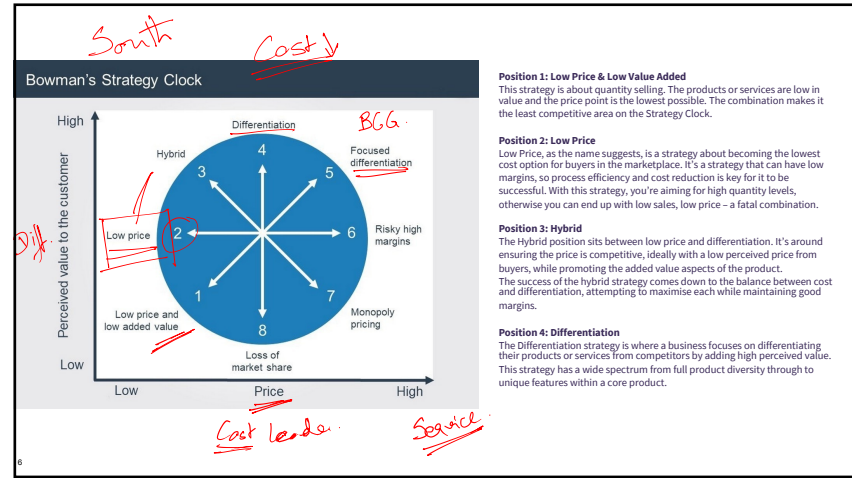 South
Cost↓
Bowman's Strategy Clock
BGG.
High
Differentiation
4
Hybrid
3
Focused
differentiation
5
Perceived value to the customer
Diff.
Low price
2
6
Risky high
margins
1
Low price and
low added value
7
Monopoly
pricing
8
Loss of
market share
Low
Low
Price
High
Cost leader.
Service.
Position 1: Low Price & Low Value Added
This strategy is about quantity selling. The products or services are low in
value and the price point is the lowest possible. The combination makes it
the least competitive area on the Strategy Clock.
Position 2: Low Price
Low Price, as the name suggests, is a strategy about becoming the lowest
cost option for buyers in the marketplace. It's a strategy that can have low
margins, so process efficiency and cost reduction is key for it to be
successful. With this strategy, you're aiming for high quantity levels,
otherwise you can end up with low sales, low price – a fatal combination.
Position 3: Hybrid
The Hybrid position sits between low price and differentiation. It's around
ensuring the price is competitive, ideally with a low perceived price from
buyers, while promoting the added value aspects of the product.
The success of the hybrid strategy comes down to the balance between cost
and differentiation, attempting to maximise each while maintaining good
margins.
Position 4: Differentiation
The Differentiation strategy is where a business focuses on differentiating
their products or services from competitors by adding high perceived value.
This strategy has a wide spectrum from full product diversity through to
unique features within a core product.
6